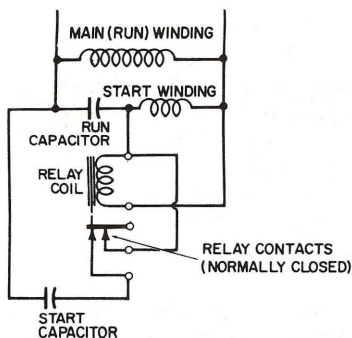 MAIN (RUN) WINDING
START WINDING
RUN
CAPACITOR
RELAY
COIL
RELAY CONTACTS
(NORMALLY CLOSED)
START
CAPACITOR